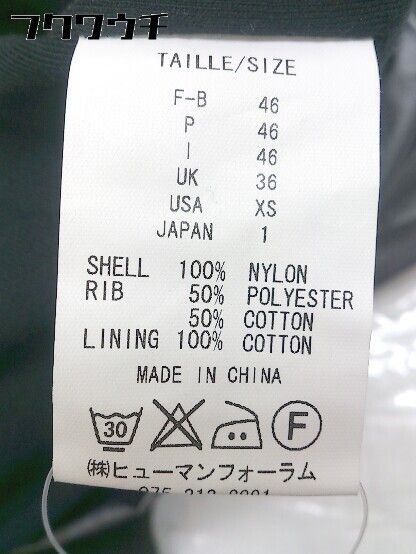 フクウウチ
TAILLE/SIZE
F-B 46
P 46
I 46
UK 36
USA XS
JAPAN 1
SHELL 100% NYLON
RIB 50% POLYESTER
50% COTTON
LINING 100% COTTON
MADE IN CHINA
30 F
㈱ヒューマンフォーラム